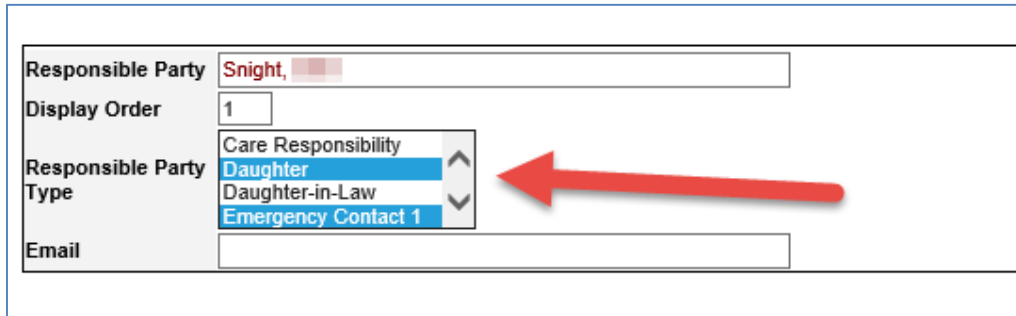 Responsible Party Snight,
Display Order 1
Responsible Party Type
Care Responsibility
Daughter
Daughter-in-Law
Emergency Contact 1
Email